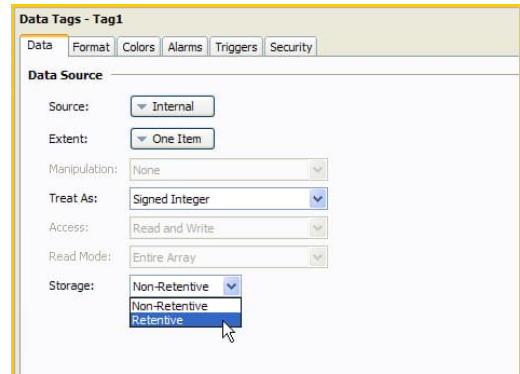 Data Tags - Tag1
Data Format Colors Alarms Triggers Security
Data Source
Source: Internal
Extent: One Item
Manipulation: None
Treat As: Signed Integer
Access: Read and Write
Read Mode: Entire Array
Storage: Non-Retentive
Non-Retentive
Retentive